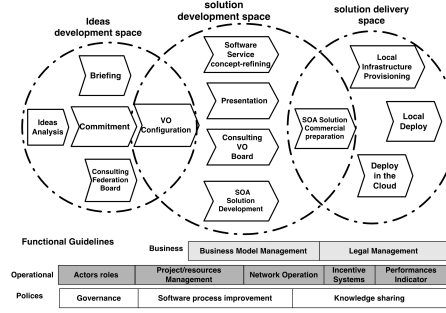 Ideas
development space
solution
development space
solution delivery
space
Briefing
Ideas
Analysis
Commitment
VO
Configuration
Consulting
Federation
Board
Software
Service
concept-refining
Presentation
Consulting
VO
Board
SOA
Solution
Development
SOA Solution
Commercial
preparation
Local
Infrastructure
Provisioning
Local
Deploy
Deploy
in the
Cloud
Functional Guidelines
Business
Business Model Management
Legal Management
Operational
Actors roles
Project/resources
Management
Network Operation
Incentive
Systems
Performances
Indicator
Polices
Governance
Software process improvement
Knowledge sharing